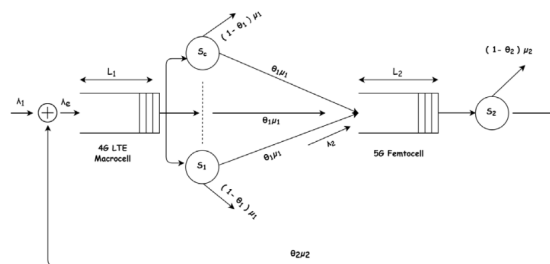 (1 - θ1) μ1
Sc
θ1μ1
(1 - θ2) μ2
L1
L2
λ1
λe
θ1μ1
λ2
S2
4G LTE
Macrocell
5G Femtocell
θ1μ1
S1
(1 - θ1) μ1
θ2μ2